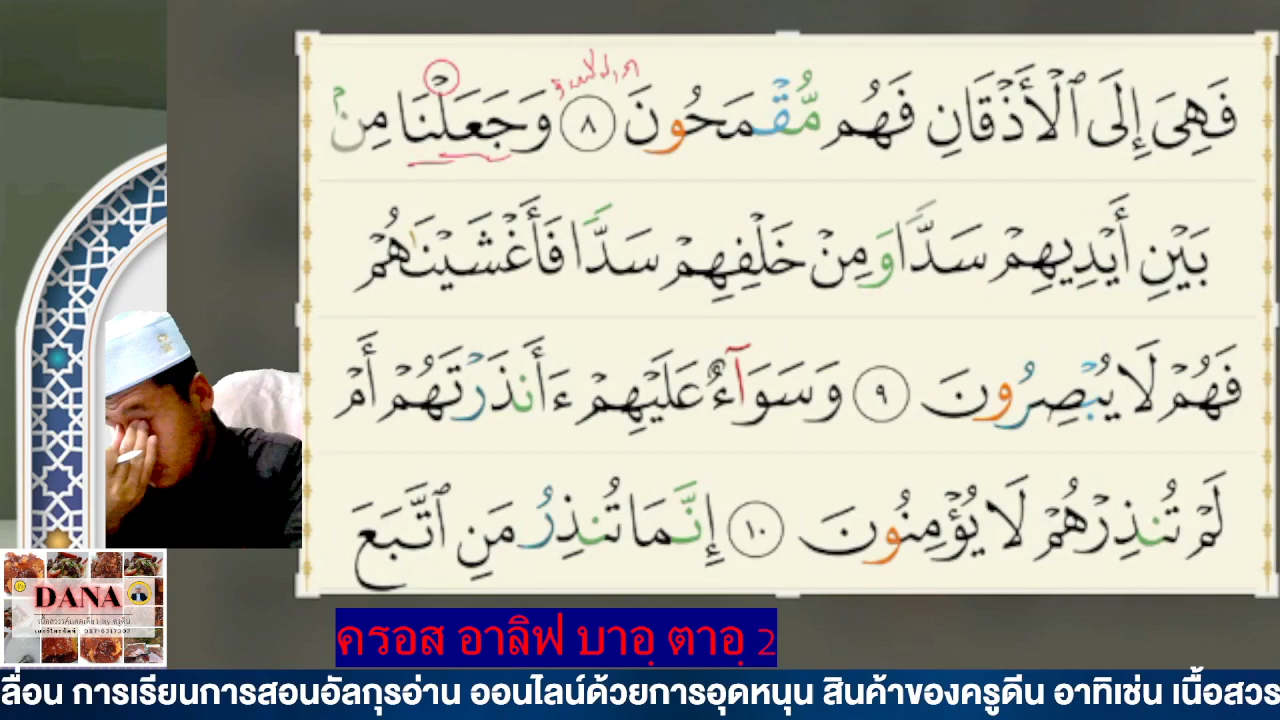 فَهِىَ إِلَى ٱلْأَذْقَانِ فَهُم مُّقْمَحُونَ ٨ وَجَعَلْنَا مِنۢ
بَيْنِ أَيْدِيهِمْ سَدًّا وَمِنْ خَلْفِهِمْ سَدًّا فَأَغْشَيْنَٰهُمْ
فَهُمْ لَا يُبْصِرُونَ ٩ وَسَوَآءٌ عَلَيْهِمْ ءَأَنذَرْتَهُمْ أَمْ
لَمْ تُنذِرْهُمْ لَا يُؤْمِنُونَ ١٠ إِنَّمَا تُنذِرُ مَنِ ٱتَّبَعَ
DANA
ครอส อาลิฟ บาอฺ ตาอฺ 2
ลื่อน การเรียนการสอนอัลกุรอ่าน ออนไลน์ด้วยการอุดหนุน สินค้าของครูดีน อาทิเช่น เนื้อสวร